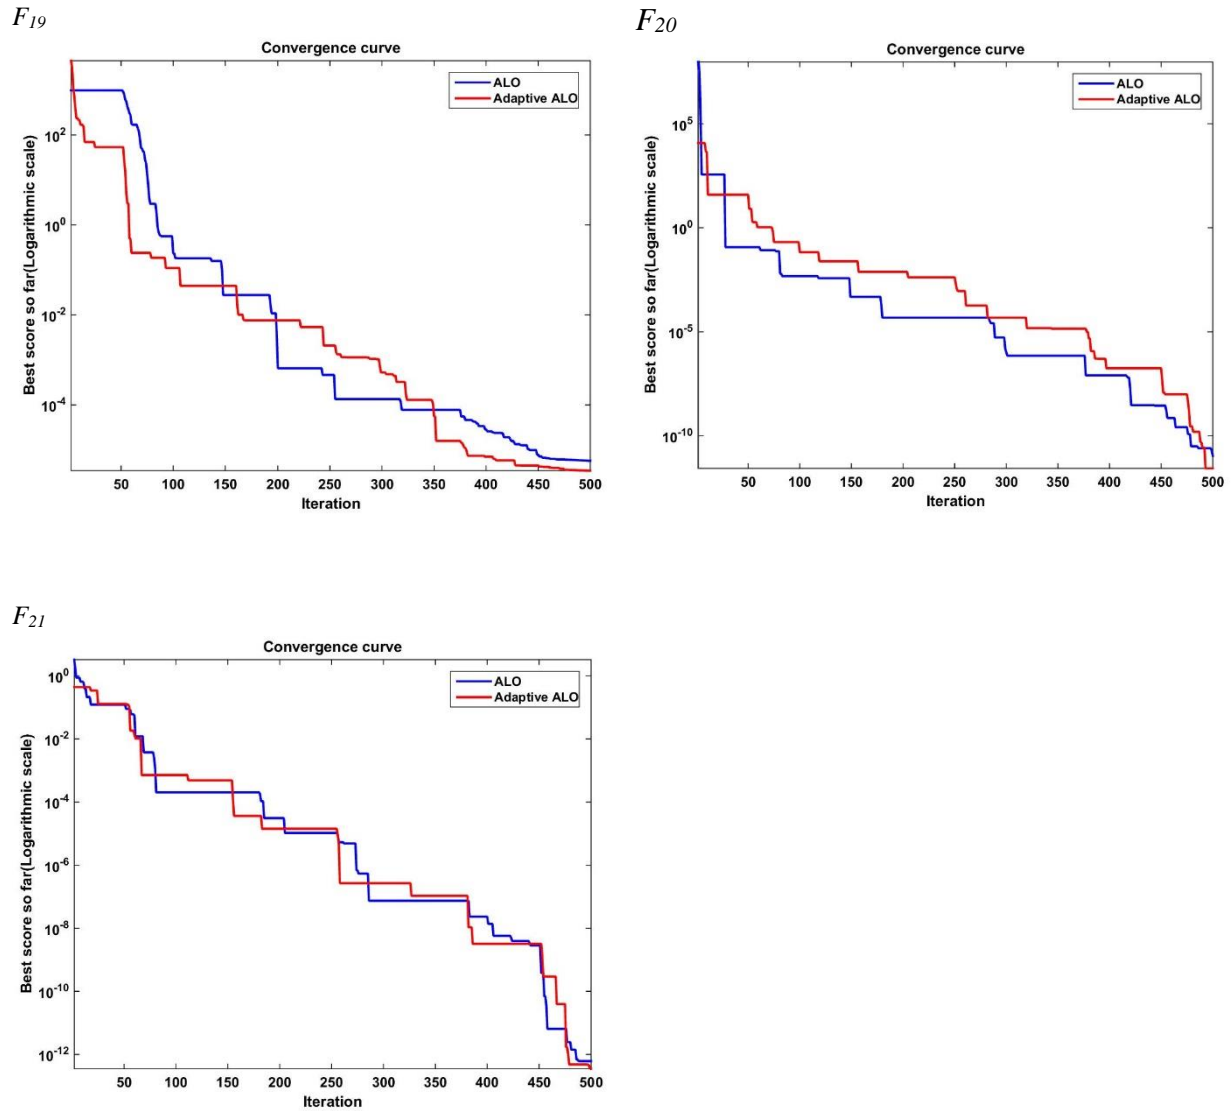 F19
Convergence curve
ALO
Adaptive ALO
Best score so far(Logarithmic scale)
10^2
10^0
10^-2
10^-4
50 100 150 200 250 300 350 400 450 500
Iteration
F20
Convergence curve
ALO
Adaptive ALO
Best score so far(Logarithmic scale)
10^5
10^0
10^-5
10^-10
50 100 150 200 250 300 350 400 450 500
Iteration
F21
Convergence curve
ALO
Adaptive ALO
Best score so far(Logarithmic scale)
10^0
10^-2
10^-4
10^-6
10^-8
10^-10
10^-12
50 100 150 200 250 300 350 400 450 500
Iteration